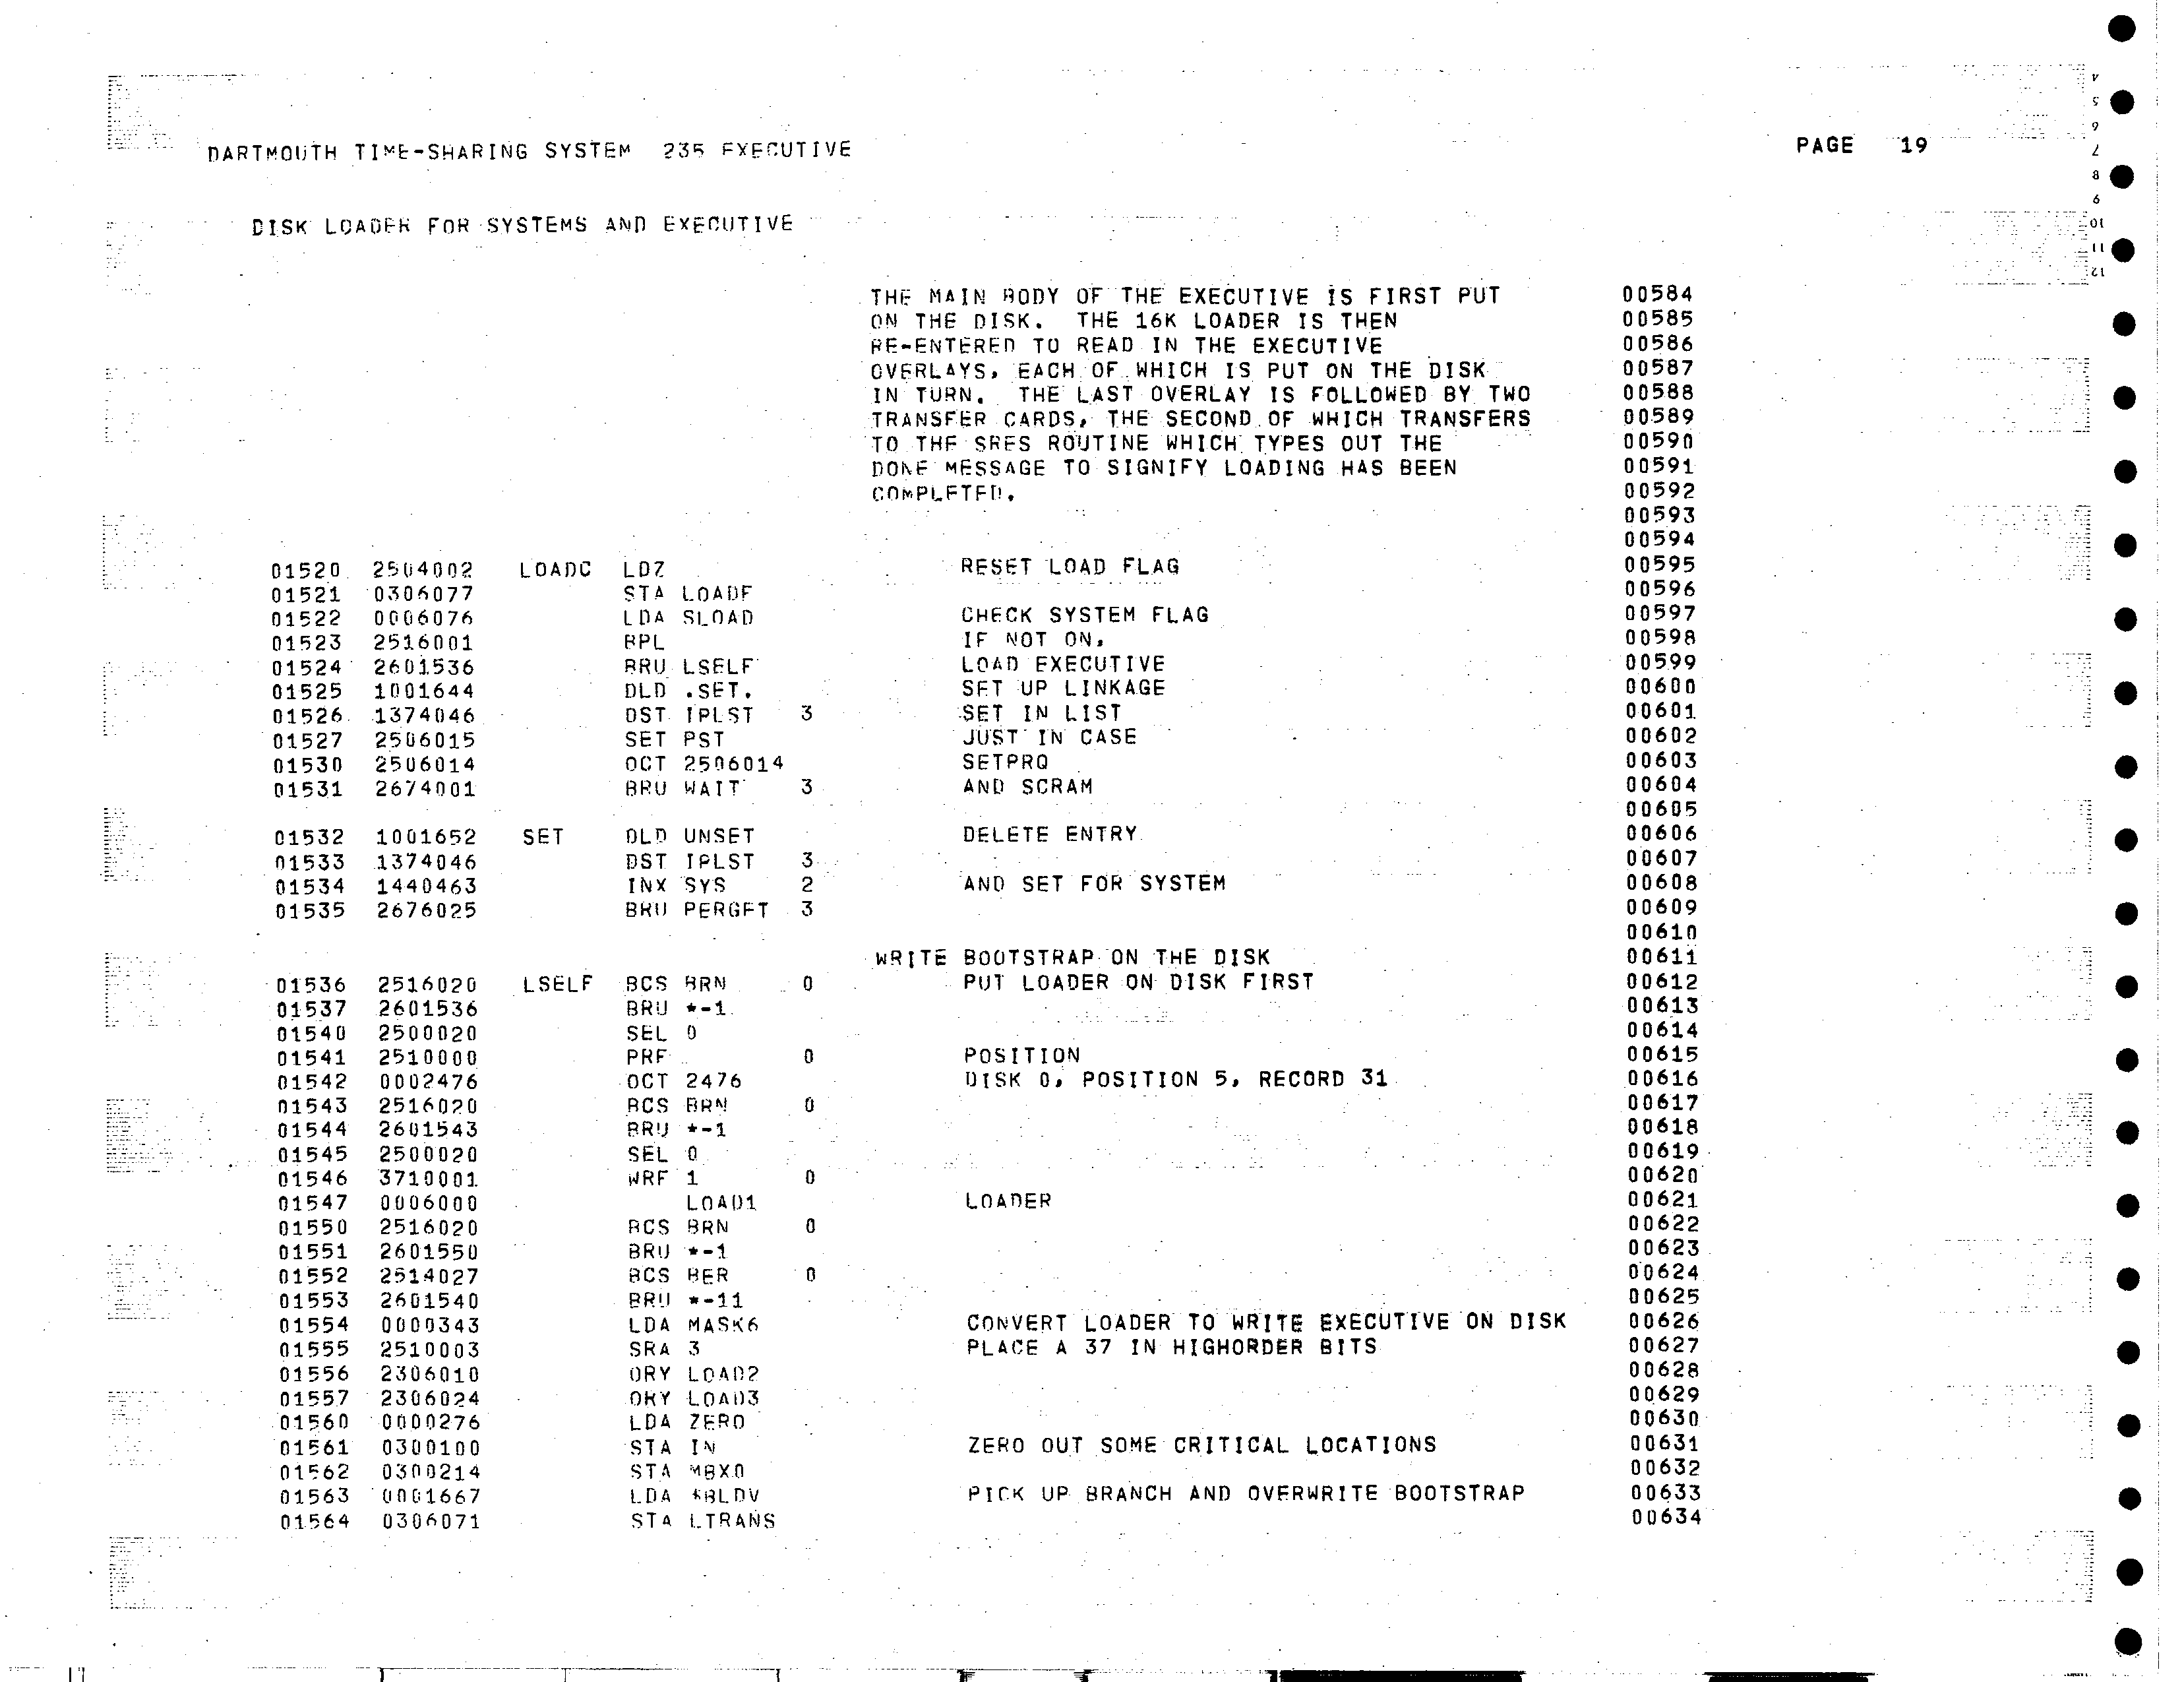 DARTMOUTH TIME-SHARING SYSTEM 235 EXECUTIVE PAGE 19
DISK LOADER FOR SYSTEMS AND EXECUTIVE
THE MAIN BODY OF THE EXECUTIVE IS FIRST PUT 00584
ON THE DISK. THE 16K LOADER IS THEN 00585
RE-ENTERED TO READ IN THE EXECUTIVE 00586
OVERLAYS, EACH OF WHICH IS PUT ON THE DISK 00587
IN TURN. THE LAST OVERLAY IS FOLLOWED BY TWO 00588
TRANSFER CARDS, THE SECOND OF WHICH TRANSFERS 00589
TO THE SRES ROUTINE WHICH TYPES OUT THE 00590
DONE MESSAGE TO SIGNIFY LOADING HAS BEEN 00591
COMPLETED. 00592
00593
00594
01520 2504002 LOADC LDZ RESET LOAD FLAG 00595
01521 0306077 STA LOADF 00596
01522 0006076 LDA SLOAD CHECK SYSTEM FLAG 00597
01523 2516001 BPL IF NOT ON, 00598
01524 2601536 BRU LSELF LOAD EXECUTIVE 00599
01525 1001644 DLD .SET. SET UP LINKAGE 00600
01526 1374046 DST IPLST 3 SET IN LIST 00601
01527 2506015 SET PST JUST IN CASE 00602
01530 2506014 OCT 2506014 SETPRQ 00603
01531 2674001 BRU WAIT 3 AND SCRAM 00604
00605
01532 1001652 SET DLD UNSET DELETE ENTRY 00606
01533 1374046 DST IPLST 3 00607
01534 1440463 INX SYS 2 AND SET FOR SYSTEM 00608
01535 2676025 BRU PERGET 3 00609
00610
WRITE BOOTSTRAP ON THE DISK 00611
01536 2516020 LSELF BCS BRN 0 PUT LOADER ON DISK FIRST 00612
01537 2601536 BRU *-1 00613
01540 2500020 SEL 0 00614
01541 2510000 PRF 0 POSITION 00615
01542 0002476 OCT 2476 DISK 0, POSITION 5, RECORD 31 00616
01543 2516020 BCS BRN 0 00617
01544 2601543 BRU *-1 00618
01545 2500020 SEL 0 00619
01546 3710001 WRF 1 0 00620
01547 0006000 LOAD1 LOADER 00621
01550 2516020 BCS BRN 0 00622
01551 2601550 BRU *-1 00623
01552 2514027 BCS BER 0 00624
01553 2601540 BRU *-11 00625
01554 0000343 LDA MASK6 CONVERT LOADER TO WRITE EXECUTIVE ON DISK 00626
01555 2510003 SRA 3 PLACE A 37 IN HIGHORDER BITS 00627
01556 2306010 ORY LOAD2 00628
01557 2306024 ORY LOAD3 00629
01560 0000276 LDA ZERO 00630
01561 0300100 STA IN ZERO OUT SOME CRITICAL LOCATIONS 00631
01562 0300214 STA MBX0 00632
01563 0001667 LDA *BLDV PICK UP BRANCH AND OVERWRITE BOOTSTRAP 00633
01564 0306071 STA LTRANS 00634